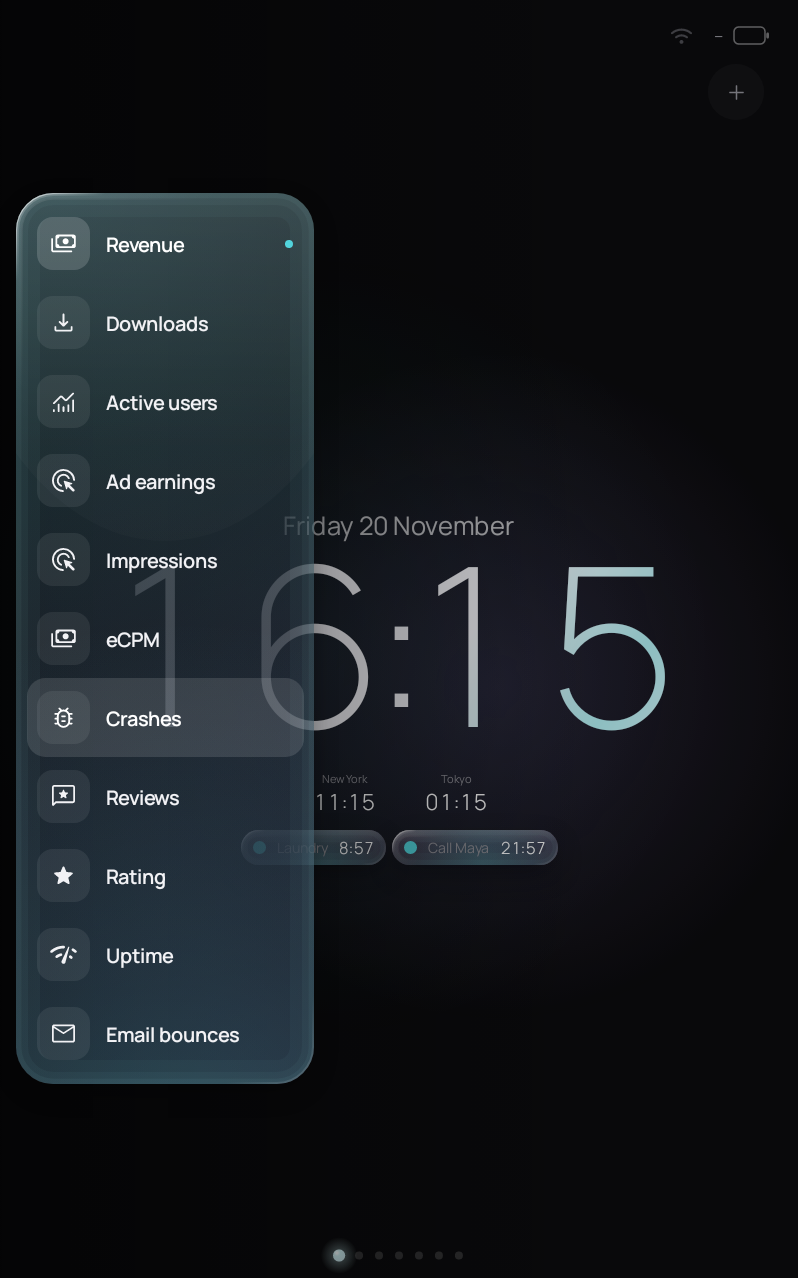 –
+
Revenue
Downloads
Active users
Ad earnings
Friday 20 November
Impressions
16:15
eCPM
Crashes
New York
Tokyo
Reviews
11:15
01:15
Laundry 8:57
Call Maya 21:57
Rating
Uptime
Email bounces